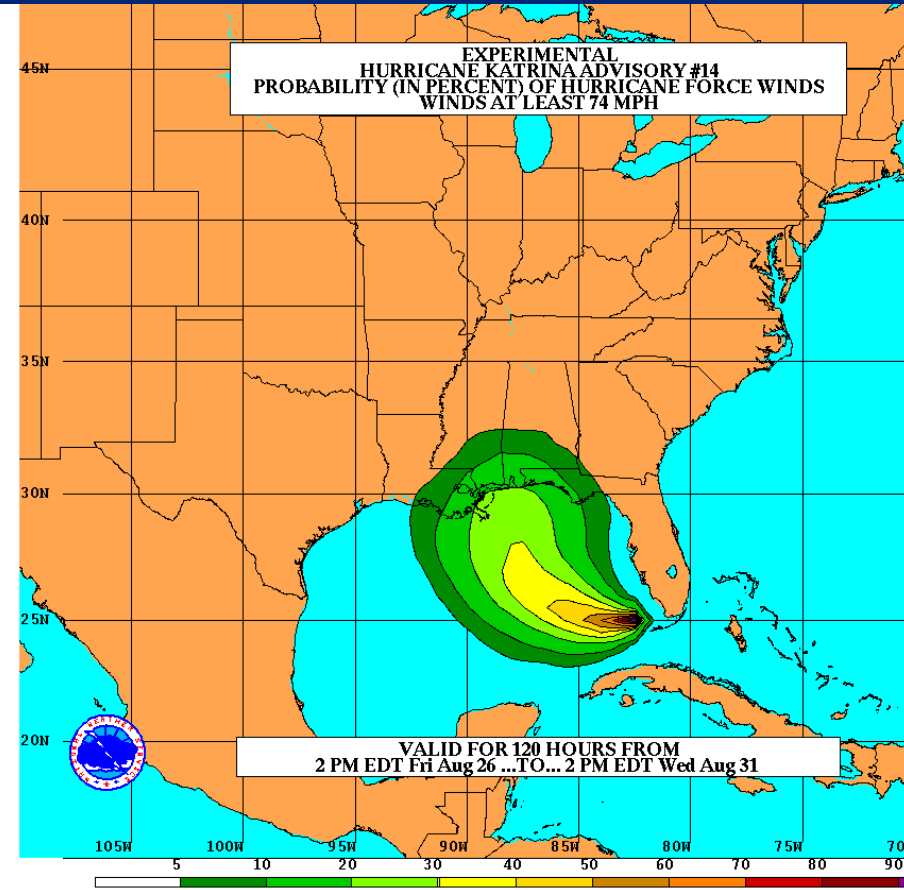 EXPERIMENTAL
HURRICANE KATRINA ADVISORY #14
PROBABILITY (IN PERCENT) OF HURRICANE FORCE WINDS
WINDS AT LEAST 74 MPH
45N
40N
35N
30N
25N
20N
NATIONAL WEATHER SERVICE
VALID FOR 120 HOURS FROM
2 PM EDT Fri Aug 26 ...TO... 2 PM EDT Wed Aug 31
105W 100W 95W 90W 85W 80W 75W 70
5 10 20 30 40 50 60 70 80 90